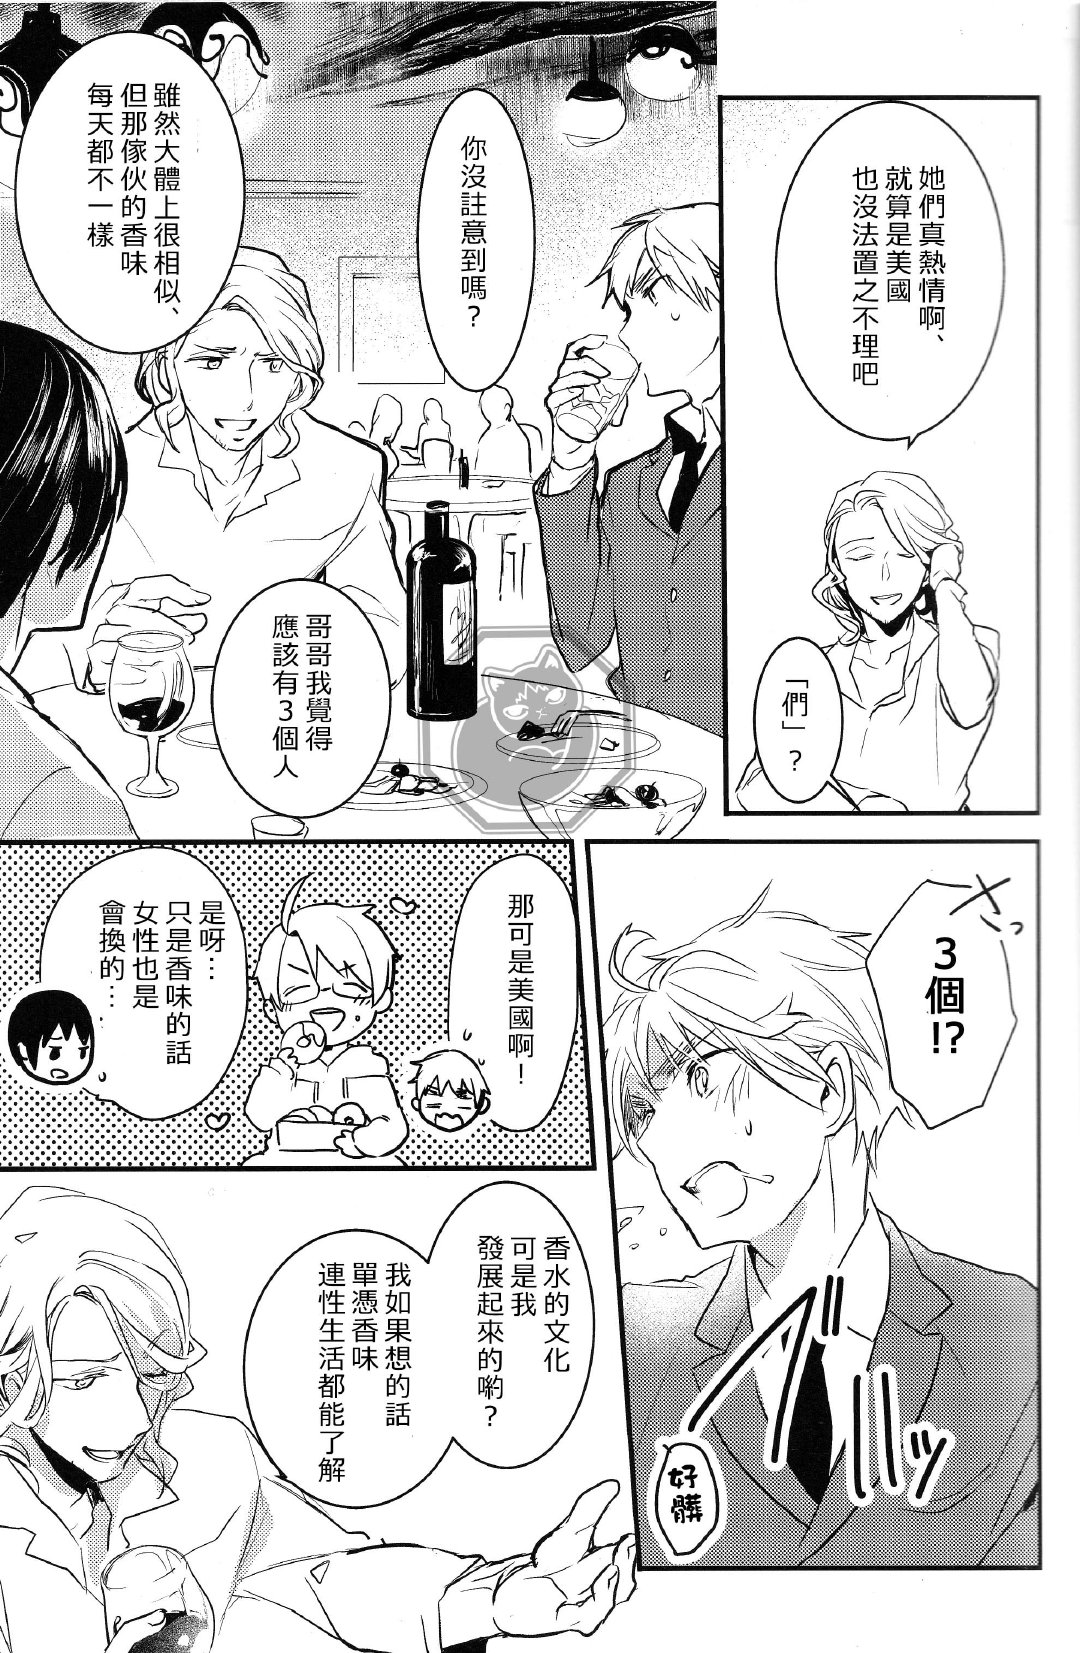 她們真熱情啊、
就算是美國
也沒法置之不理吧
「們」?
你沒註意到嗎?
雖然大體上很相似、
但那傢伙的香味
每天都不一樣
哥哥我覺得
應該有3個人
さっ
3個!?
ブハッ
好髒
那可是美國啊!
是呀…
只是香味的話
女性也是
會換的…
香水的文化
可是我
發展起來的喲?
我如果想的話
單憑香味
連性生活都能了解